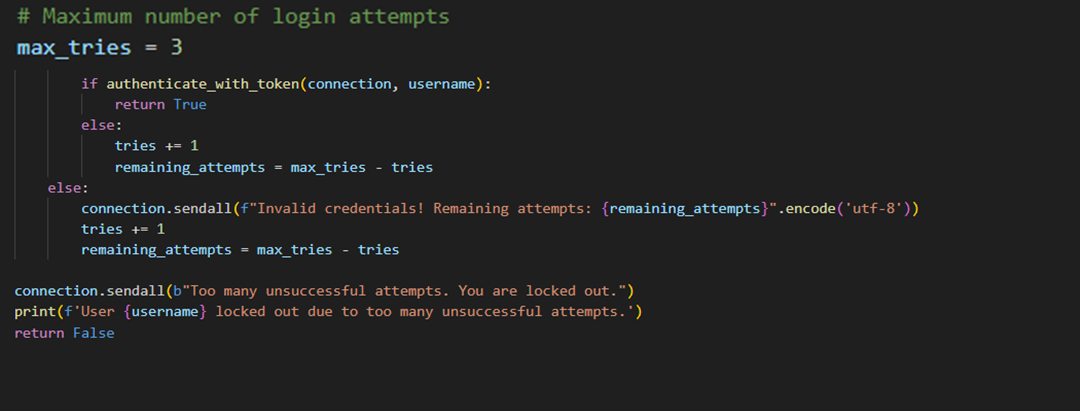 # Maximum number of login attempts
max_tries = 3
if authenticate_with_token(connection, username):
return True
else:
tries += 1
remaining_attempts = max_tries - tries
else:
connection.sendall(f"Invalid credentials! Remaining attempts: {remaining_attempts}".encode('utf-8'))
tries += 1
remaining_attempts = max_tries - tries
connection.sendall(b"Too many unsuccessful attempts. You are locked out.")
print(f'User {username} locked out due to too many unsuccessful attempts.')
return False